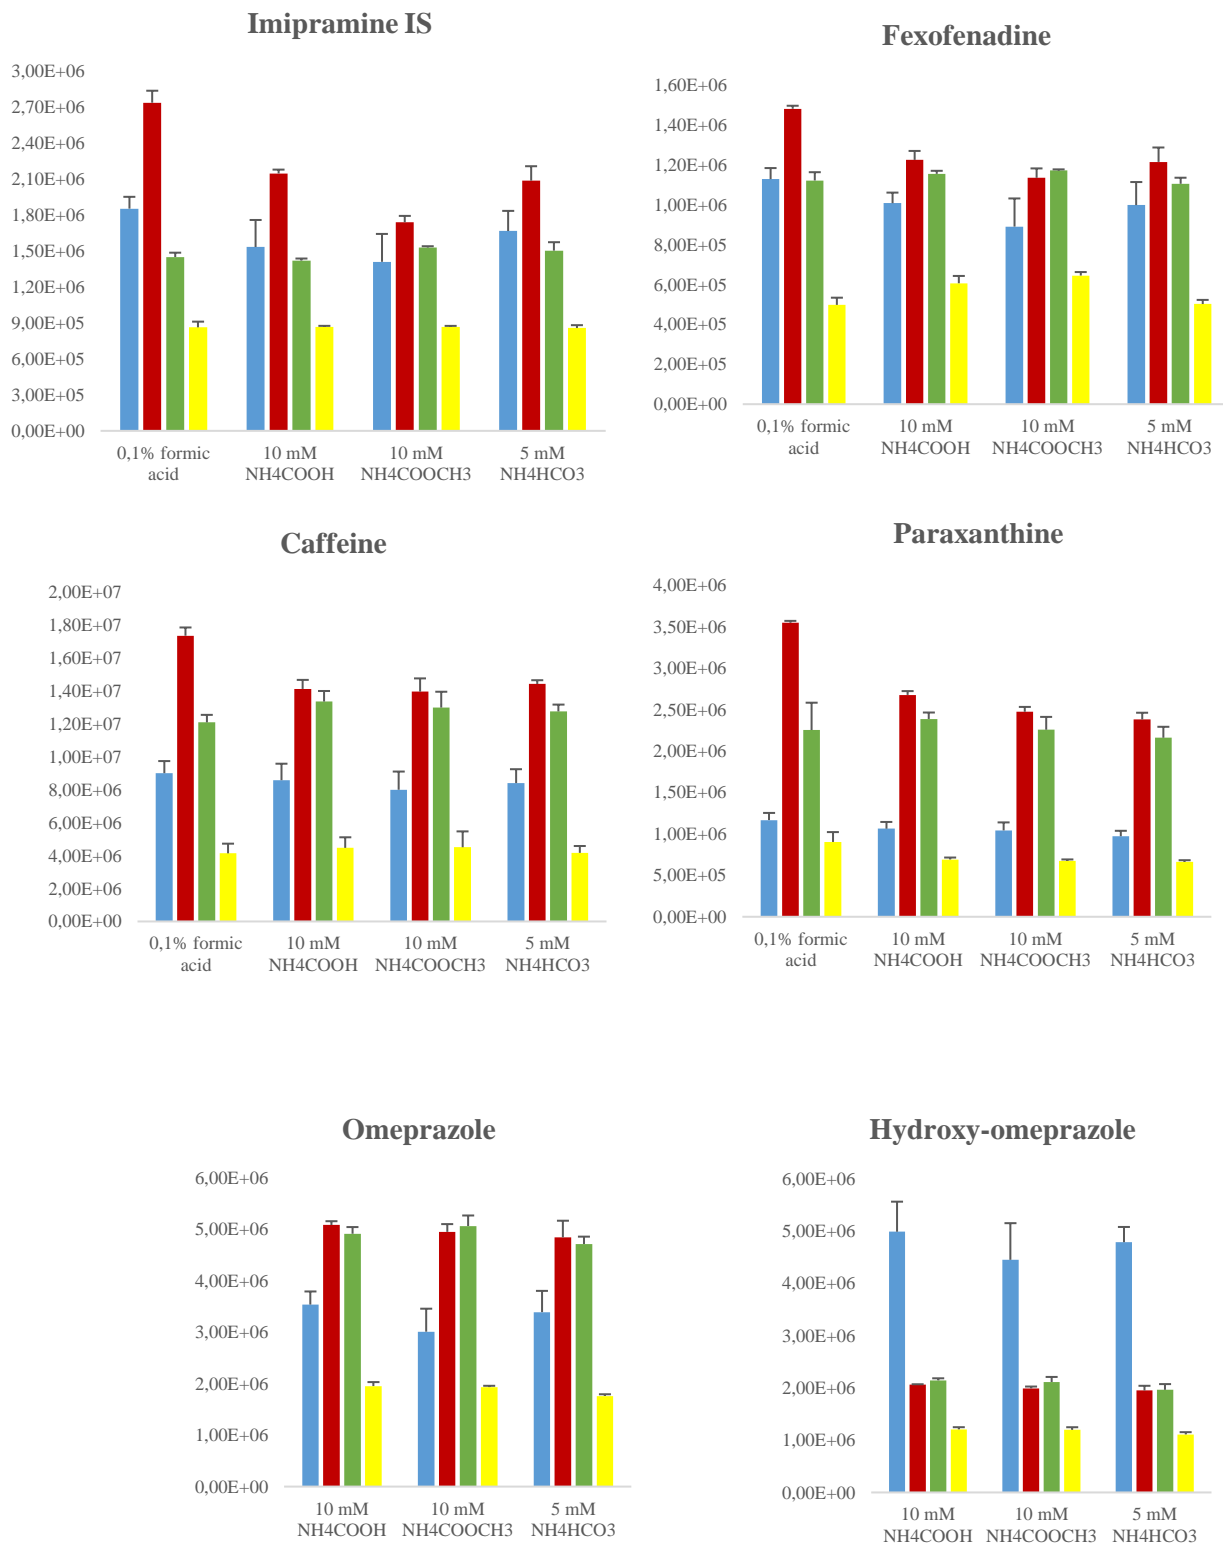 Imipramine IS
3,00E+06
2,70E+06
2,40E+06
2,10E+06
1,80E+06
1,50E+06
1,20E+06
9,00E+05
6,00E+05
3,00E+05
0,00E+00
0,1% formic
acid
10 mM
NH4COOH
10 mM
NH4COOCH3
5 mM
NH4HCO3
Fexofenadine
1,60E+06
1,40E+06
1,20E+06
1,00E+06
8,00E+05
6,00E+05
4,00E+05
2,00E+05
0,00E+00
0,1% formic
acid
10 mM
NH4COOH
10 mM
NH4COOCH3
5 mM
NH4HCO3
Caffeine
2,00E+07
1,80E+07
1,60E+07
1,40E+07
1,20E+07
1,00E+07
8,00E+06
6,00E+06
4,00E+06
2,00E+06
0,00E+00
0,1% formic
acid
10 mM
NH4COOH
10 mM
NH4COOCH3
5 mM
NH4HCO3
Paraxanthine
4,00E+06
3,50E+06
3,00E+06
2,50E+06
2,00E+06
1,50E+06
1,00E+06
5,00E+05
0,00E+00
0,1% formic
acid
10 mM
NH4COOH
10 mM
NH4COOCH3
5 mM
NH4HCO3
Omeprazole
6,00E+06
5,00E+06
4,00E+06
3,00E+06
2,00E+06
1,00E+06
0,00E+00
10 mM
NH4COOH
10 mM
NH4COOCH3
5 mM
NH4HCO3
Hydroxy-omeprazole
6,00E+06
5,00E+06
4,00E+06
3,00E+06
2,00E+06
1,00E+06
0,00E+00
10 mM
NH4COOH
10 mM
NH4COOCH3
5 mM
NH4HCO3